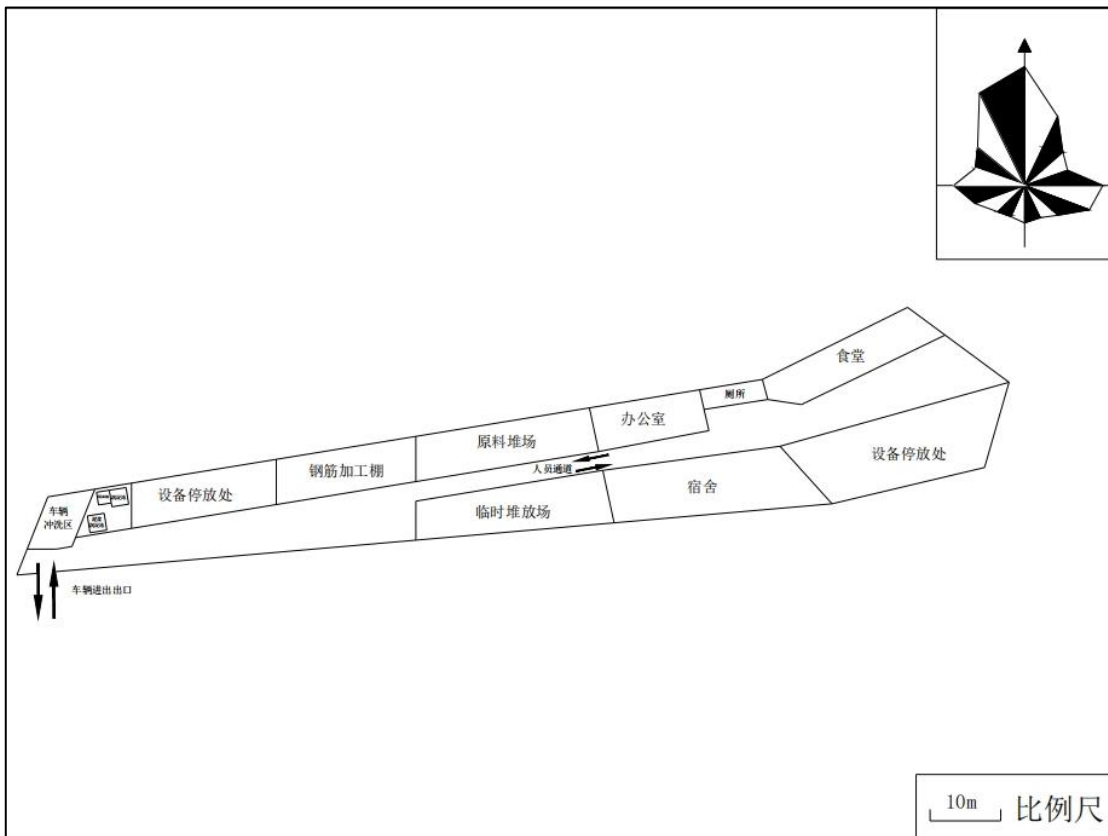 食堂
厕所
办公室
原料堆场
设备停放处
人员通道
钢筋加工棚
宿舍
设备停放处
临时堆放场
车辆
冲洗区
车辆进出出口
10m
比例尺